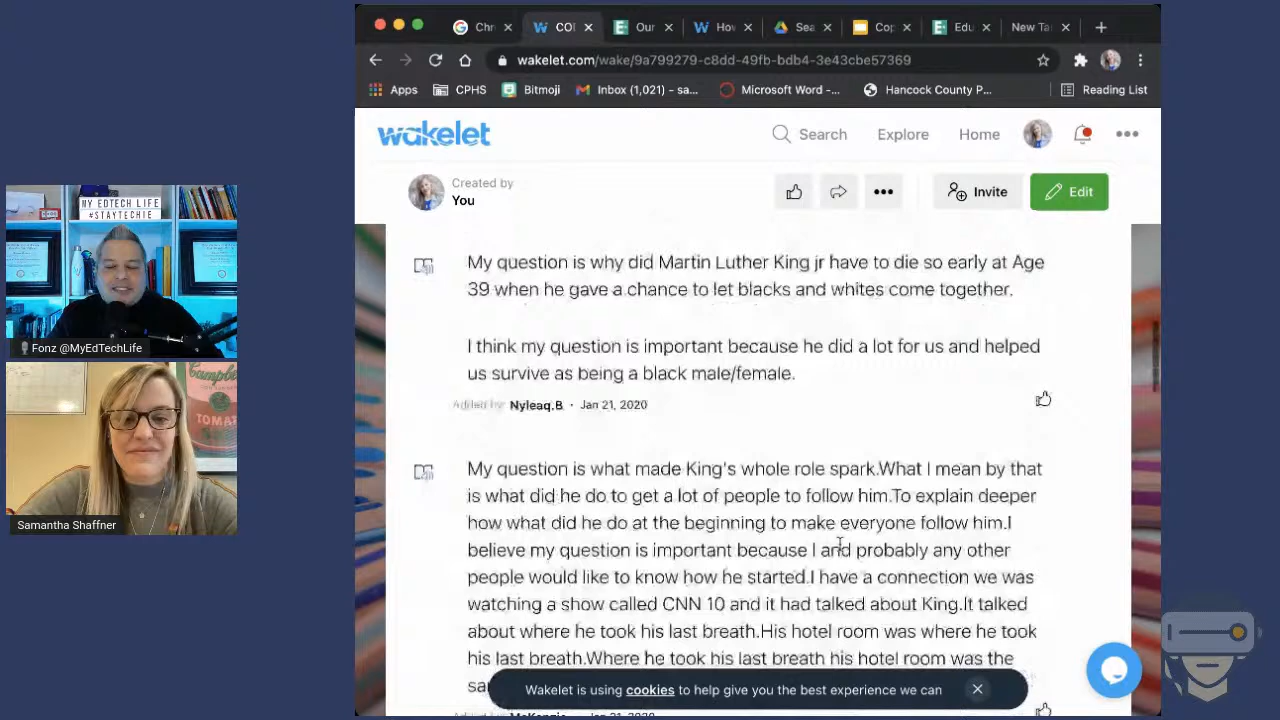 Chr
COI
Our
Hov
Sea
Cop
Edu
New Ta
wakelet.com/wake/9a799279-c8dd-49fb-bdb4-3e43cbe57369
Apps
CPHS
Bitmoji
Inbox (1,021) – sa...
Microsoft Word -...
Hancock County P...
Reading List
wakelet
Search
Explore
Home
Created by
You
Invite
Edit
My question is why did Martin Luther King jr have to die so early at Age
39 when he gave a chance to let blacks and whites come together.
I think my question is important because he did a lot for us and helped
us survive as being a black male/female.
Added by Nyleaq.B · Jan 21, 2020
My question is what made King's whole role spark.What I mean by that
is what did he do to get a lot of people to follow him.To explain deeper
how what did he do at the beginning to make everyone follow him.I
believe my question is important because I and probably any other
people would like to know how he started.I have a connection we was
watching a show called CNN 10 and it had talked about King.It talked
about where he took his last breath.His hotel room was where he took
his last breath.Where he took his last breath his hotel room was the
Wakelet is using cookies to help give you the best experience we can
MY EDTECH LIFE
#STAYTECHIE
Fonz @MyEdTechLife
Campbell's
TOMATO
Samantha Shaffner